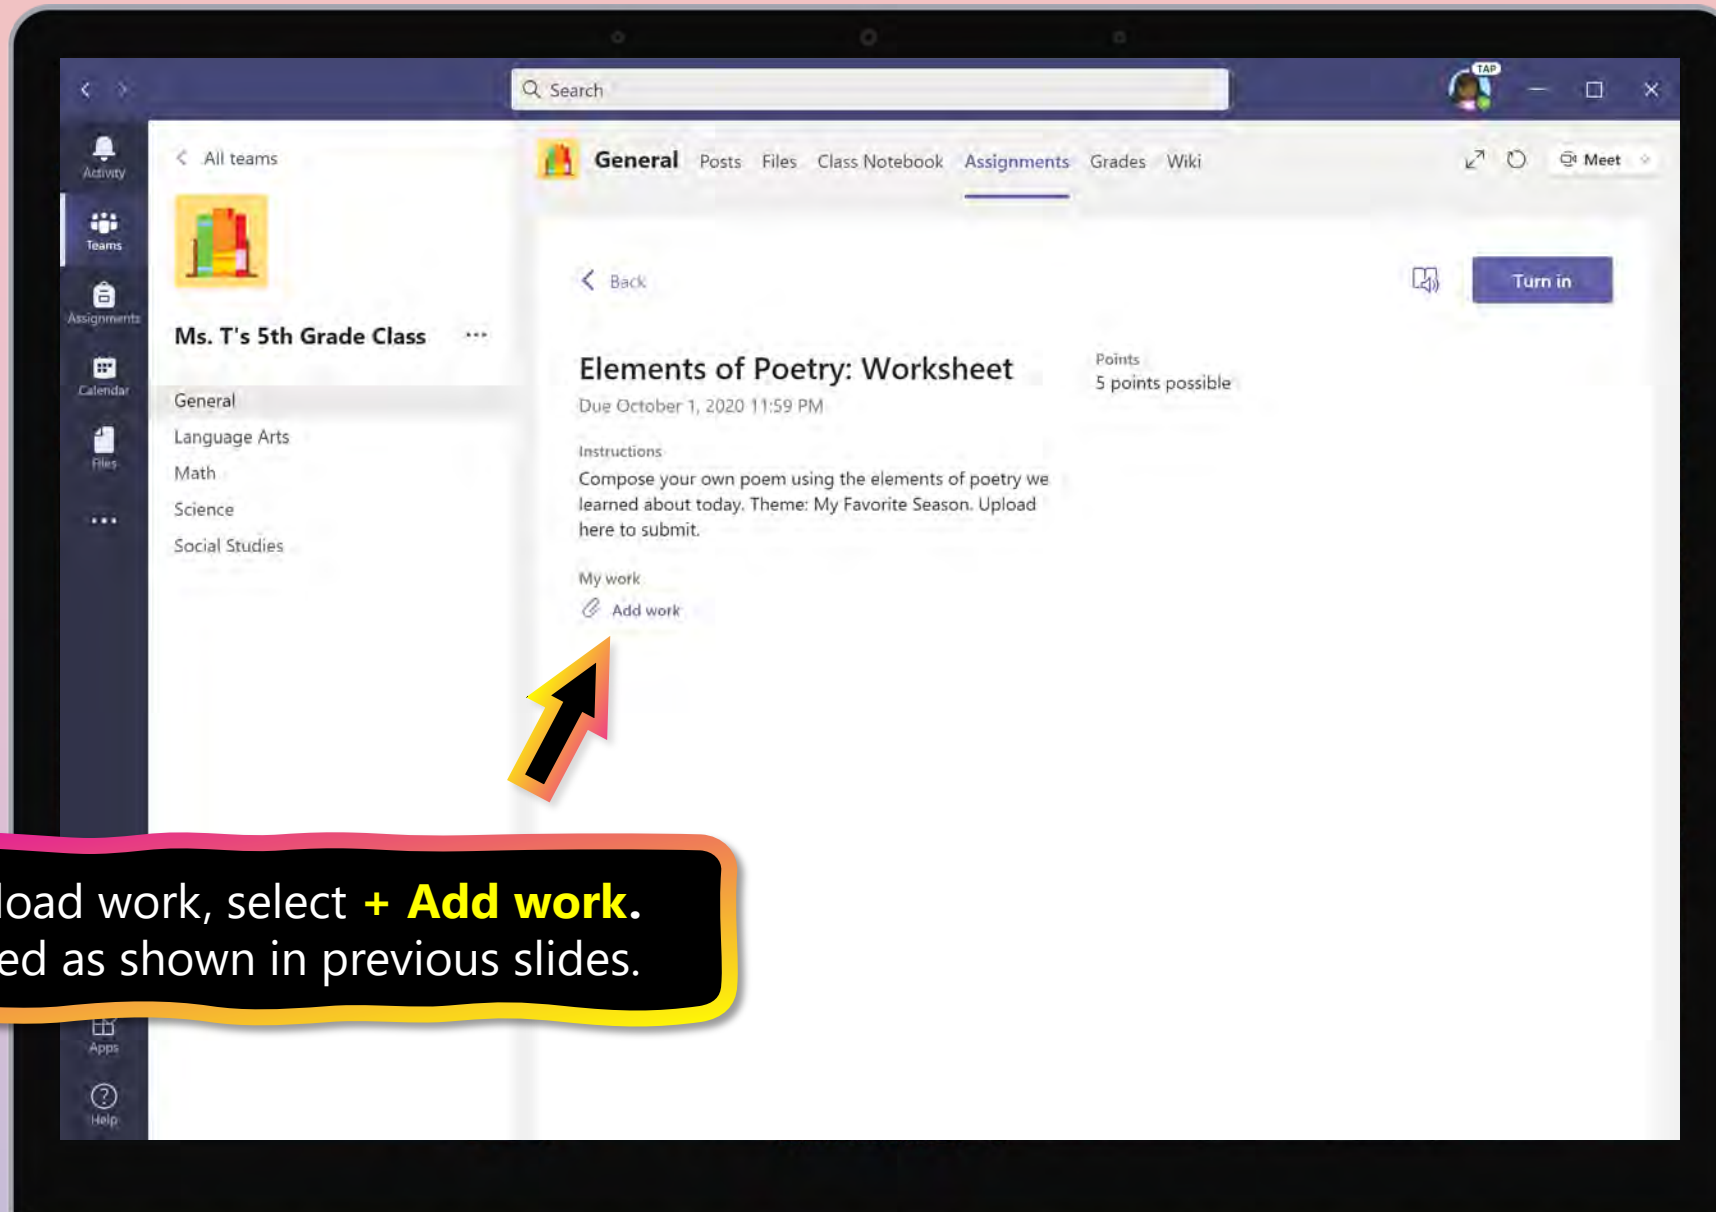 TAP
Search
Activity
Teams
Assignments
Calendar
Files
Apps
Help
All teams
Ms. T's 5th Grade Class
General
Language Arts
Math
Science
Social Studies
General Posts Files Class Notebook Assignments Grades Wiki
Meet
Back
Turn in
Elements of Poetry: Worksheet
Due October 1, 2020 11:59 PM
Points
5 points possible
Instructions
Compose your own poem using the elements of poetry we
learned about today. Theme: My Favorite Season. Upload
here to submit.
My work
Add work
load work, select + Add work.
ed as shown in previous slides.